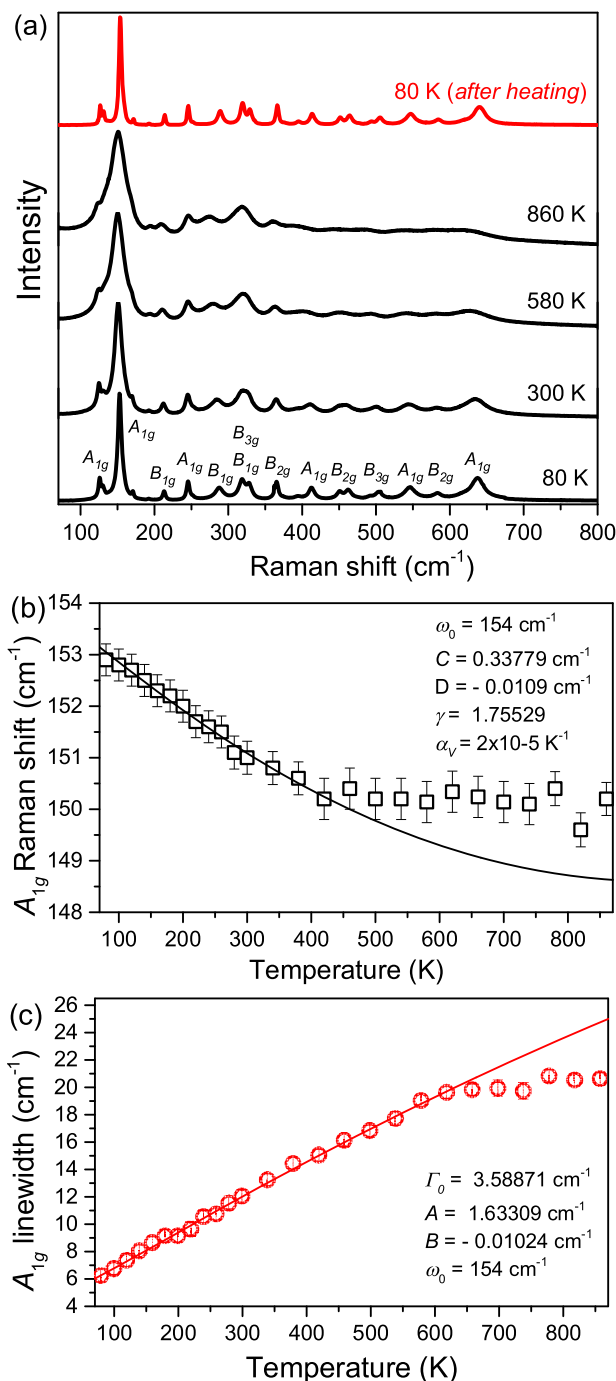 (a)
80 K (after heating)
860 K
580 K
300 K
80 K
A1g A1g B1g A1g B1g B3g B1g B2g A1g B2g B3g A1g B2g A1g
Intensity
100 200 300 400 500 600 700 800
Raman shift (cm-1)
(b)
154
153
152
151
150
149
148
A1g Raman shift (cm-1)
ω0 = 154 cm-1
C = 0.33779 cm-1
D = - 0.0109 cm-1
γ = 1.75529
αV = 2x10-5 K-1
100 200 300 400 500 600 700 800
Temperature (K)
(c)
26
24
22
20
18
16
14
12
10
8
6
4
A1g linewidth (cm-1)
Γ0 = 3.58871 cm-1
A = 1.63309 cm-1
B = - 0.01024 cm-1
ω0 = 154 cm-1
100 200 300 400 500 600 700 800
Temperature (K)